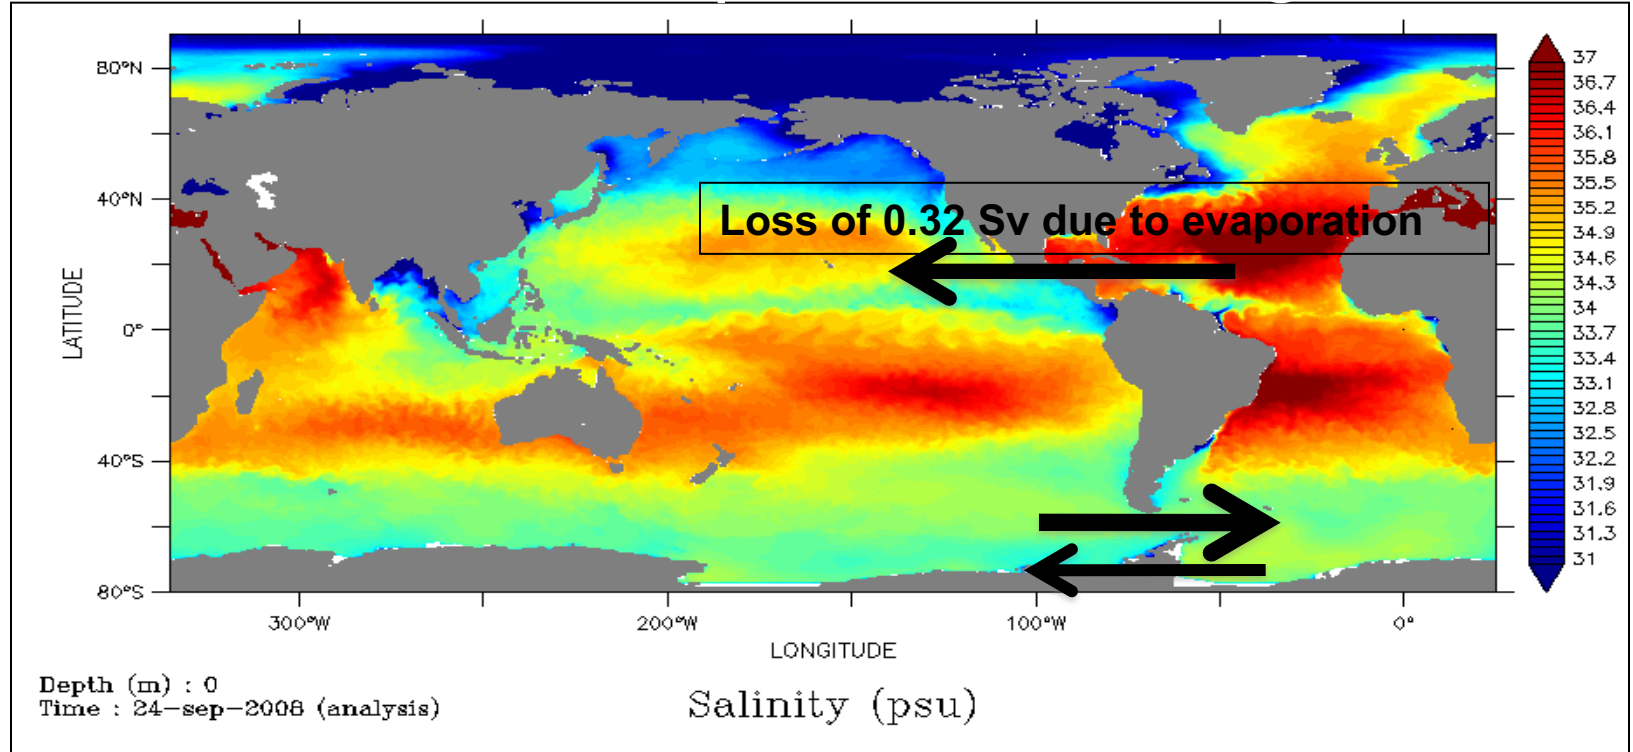 80°N
40°N
0°
40°S
80°S
LATITUDE
Loss of 0.32 Sv due to evaporation
37
36.7
36.4
36.1
35.8
35.5
35.2
34.9
34.6
34.3
34
33.7
33.4
33.1
32.8
32.5
32.2
31.9
31.6
31.3
31
300°W
200°W
100°W
0°
LONGITUDE
Depth (m) : 0
Time : 24-sep-2008 (analysis)
Salinity (psu)